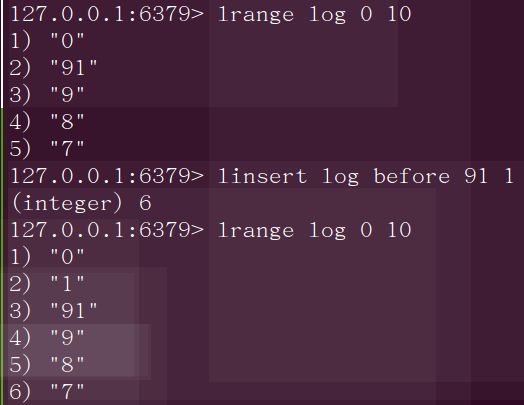 127.0.0.1:6379> lrange log 0 10
1) "0"
2) "91"
3) "9"
4) "8"
5) "7"
127.0.0.1:6379> linsert log before 91 1
(integer) 6
127.0.0.1:6379> lrange log 0 10
1) "0"
2) "1"
3) "91"
4) "9"
5) "8"
6) "7"